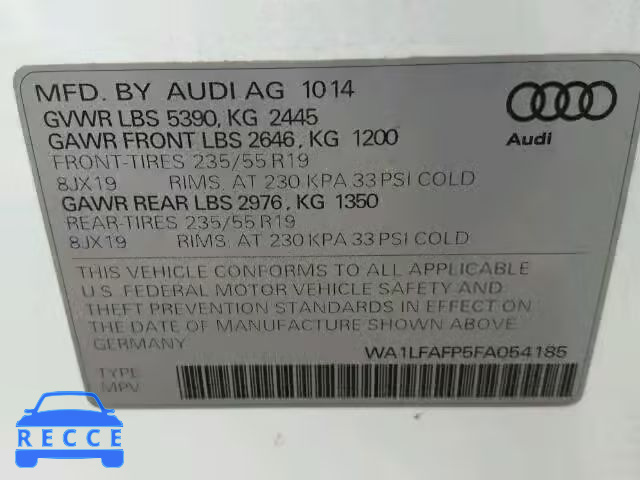 MFD. BY AUDI AG 1014
GVWR LBS 5390, KG 2445
GAWR FRONT LBS 2646, KG 1200
FRONT-TIRES 235/55 R19
8JX19 RIMS, AT 230 KPA 33 PSI COLD
GAWR REAR LBS 2976, KG 1350
REAR-TIRES 235/55 R19
8JX19 RIMS, AT 230 KPA 33 PSI COLD
Audi
THIS VEHICLE CONFORMS TO ALL APPLICABLE
U.S. FEDERAL MOTOR VEHICLE SAFETY AND
THEFT PREVENTION STANDARDS IN EFFECT ON
THE DATE OF MANUFACTURE SHOWN ABOVE.
GERMANY
WA1LFAFP5FA054185
TYPE
MPV
RECCE